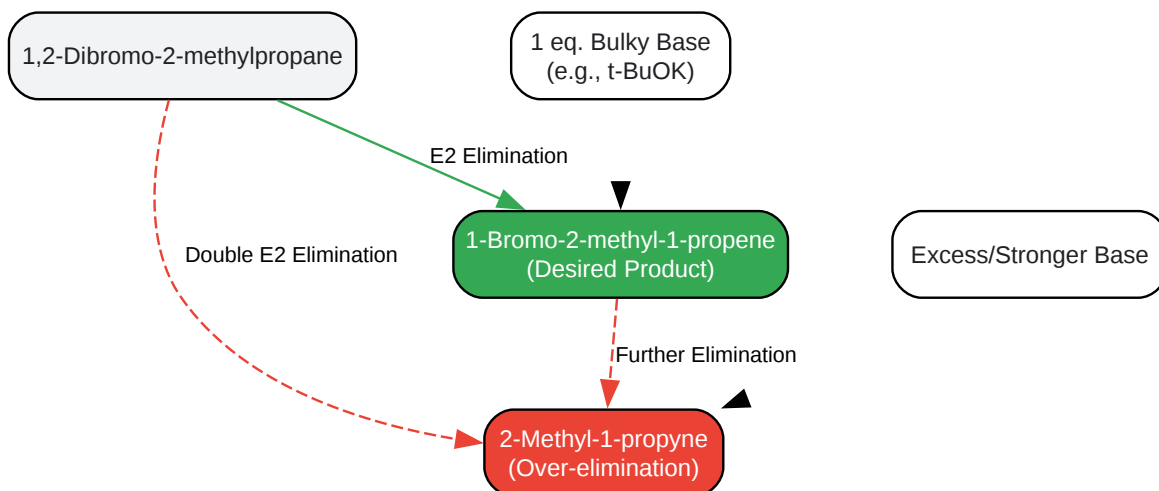 1,2-Dibromo-2-methylpropane
1 eq. Bulky Base
(e.g., t-BuOK)
E2 Elimination
1-Bromo-2-methyl-1-propene
(Desired Product)
Double E2 Elimination
Excess/Stronger Base
Further Elimination
2-Methyl-1-propyne
(Over-elimination)